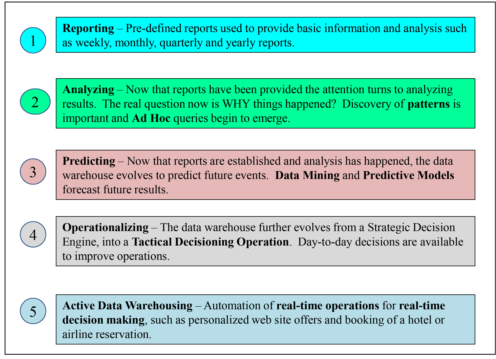 1
Reporting – Pre-defined reports used to provide basic information and analysis such
as weekly, monthly, quarterly and yearly reports.
2
Analyzing – Now that reports have been provided the attention turns to analyzing
results. The real question now is WHY things happened? Discovery of patterns is
important and Ad Hoc queries begin to emerge.
3
Predicting – Now that reports are established and analysis has happened, the data
warehouse evolves to predict future events. Data Mining and Predictive Models
forecast future results.
4
Operationalizing – The data warehouse further evolves from a Strategic Decision
Engine, into a Tactical Decisioning Operation. Day-to-day decisions are available
to improve operations.
5
Active Data Warehousing – Automation of real-time operations for real-time
decision making, such as personalized web site offers and booking of a hotel or
airline reservation.